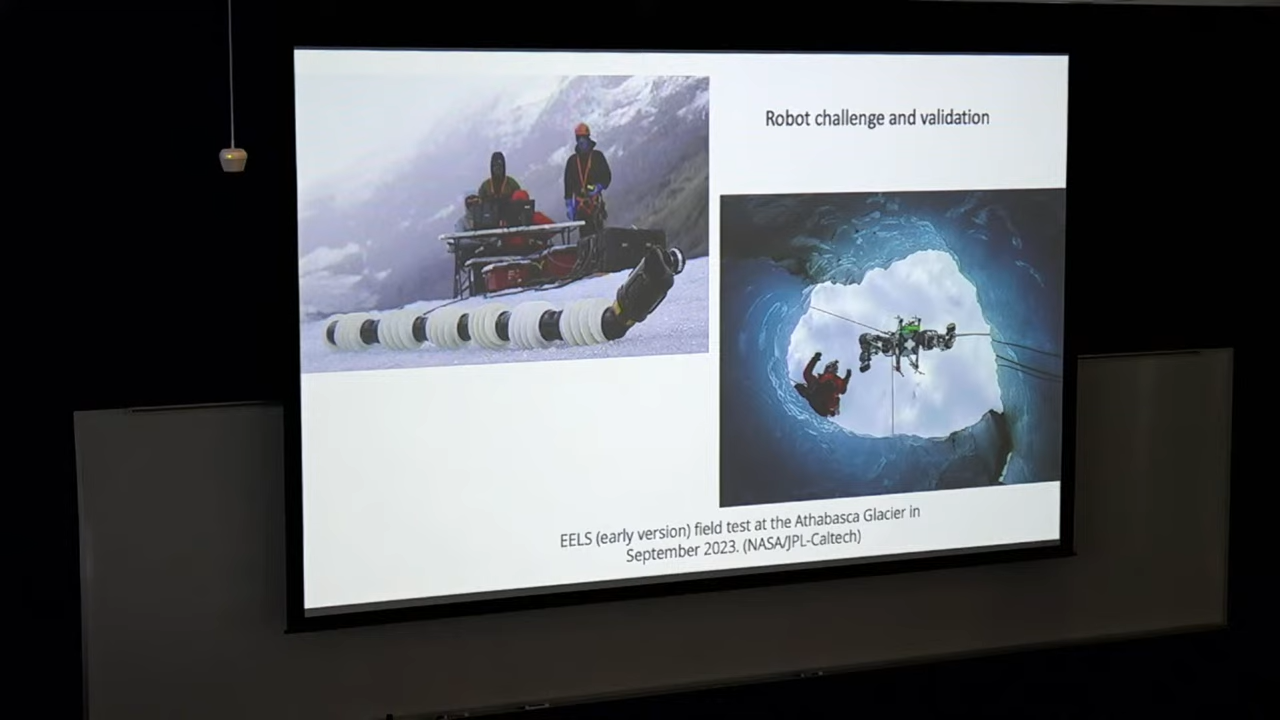 Robot challenge and validation
EELS (early version) field test at the Athabasca Glacier in
September 2023. (NASA/JPL-Caltech)